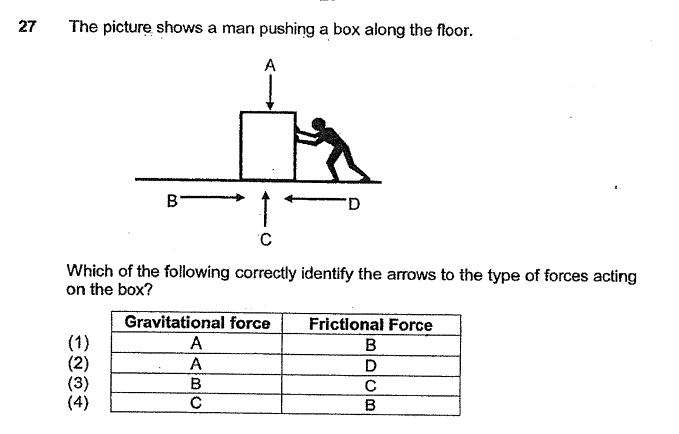 27 The picture shows a man pushing a box along the floor.
A
B
D
C
Which of the following correctly identify the arrows to the type of forces acting
on the box?
Gravitational force Frictional Force
(1) A B
(2) A D
(3) B C
(4) C B